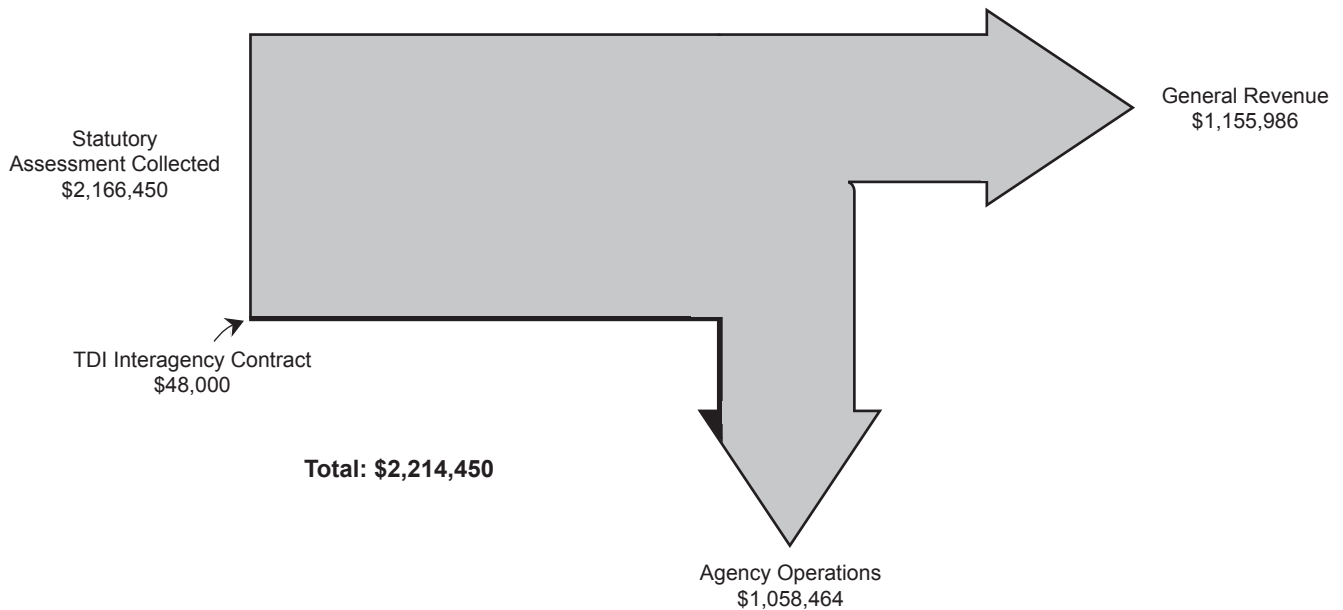 General Revenue
$1,155,986
Statutory
Assessment Collected
$2,166,450
TDI Interagency Contract
$48,000
Total: $2,214,450
Agency Operations
$1,058,464